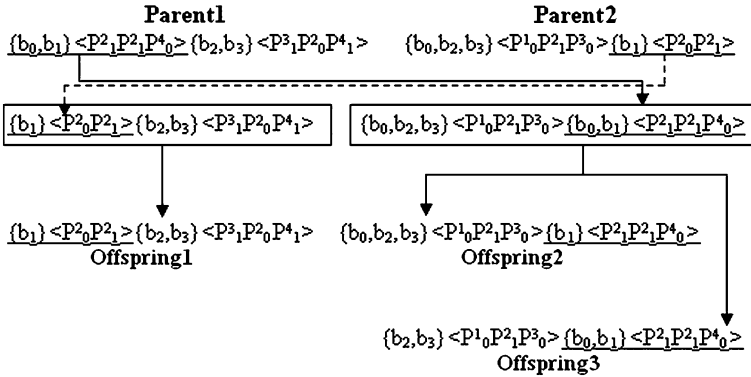 Parent1 Parent2
{b₀,b₁}<P²₁P²₁P⁴₀>{b₂,b₃}<P³₁P²₀P⁴₁> {b₀,b₂,b₃}<P¹₀P²₁P³₀>{b₁}<P²₀P²₁>
{b₁}<P²₀P²₁>{b₂,b₃}<P³₁P²₀P⁴₁> {b₀,b₂,b₃}<P¹₀P²₁P³₀>{b₀,b₁}<P²₁P²₁P⁴₀>
{b₁}<P²₀P²₁>{b₂,b₃}<P³₁P²₀P⁴₁> {b₀,b₂,b₃}<P¹₀P²₁P³₀>{b₁}<P²₁P²₁P⁴₀>
Offspring1 Offspring2
{b₂,b₃}<P¹₀P²₁P³₀>{b₀,b₁}<P²₁P²₁P⁴₀>
Offspring3